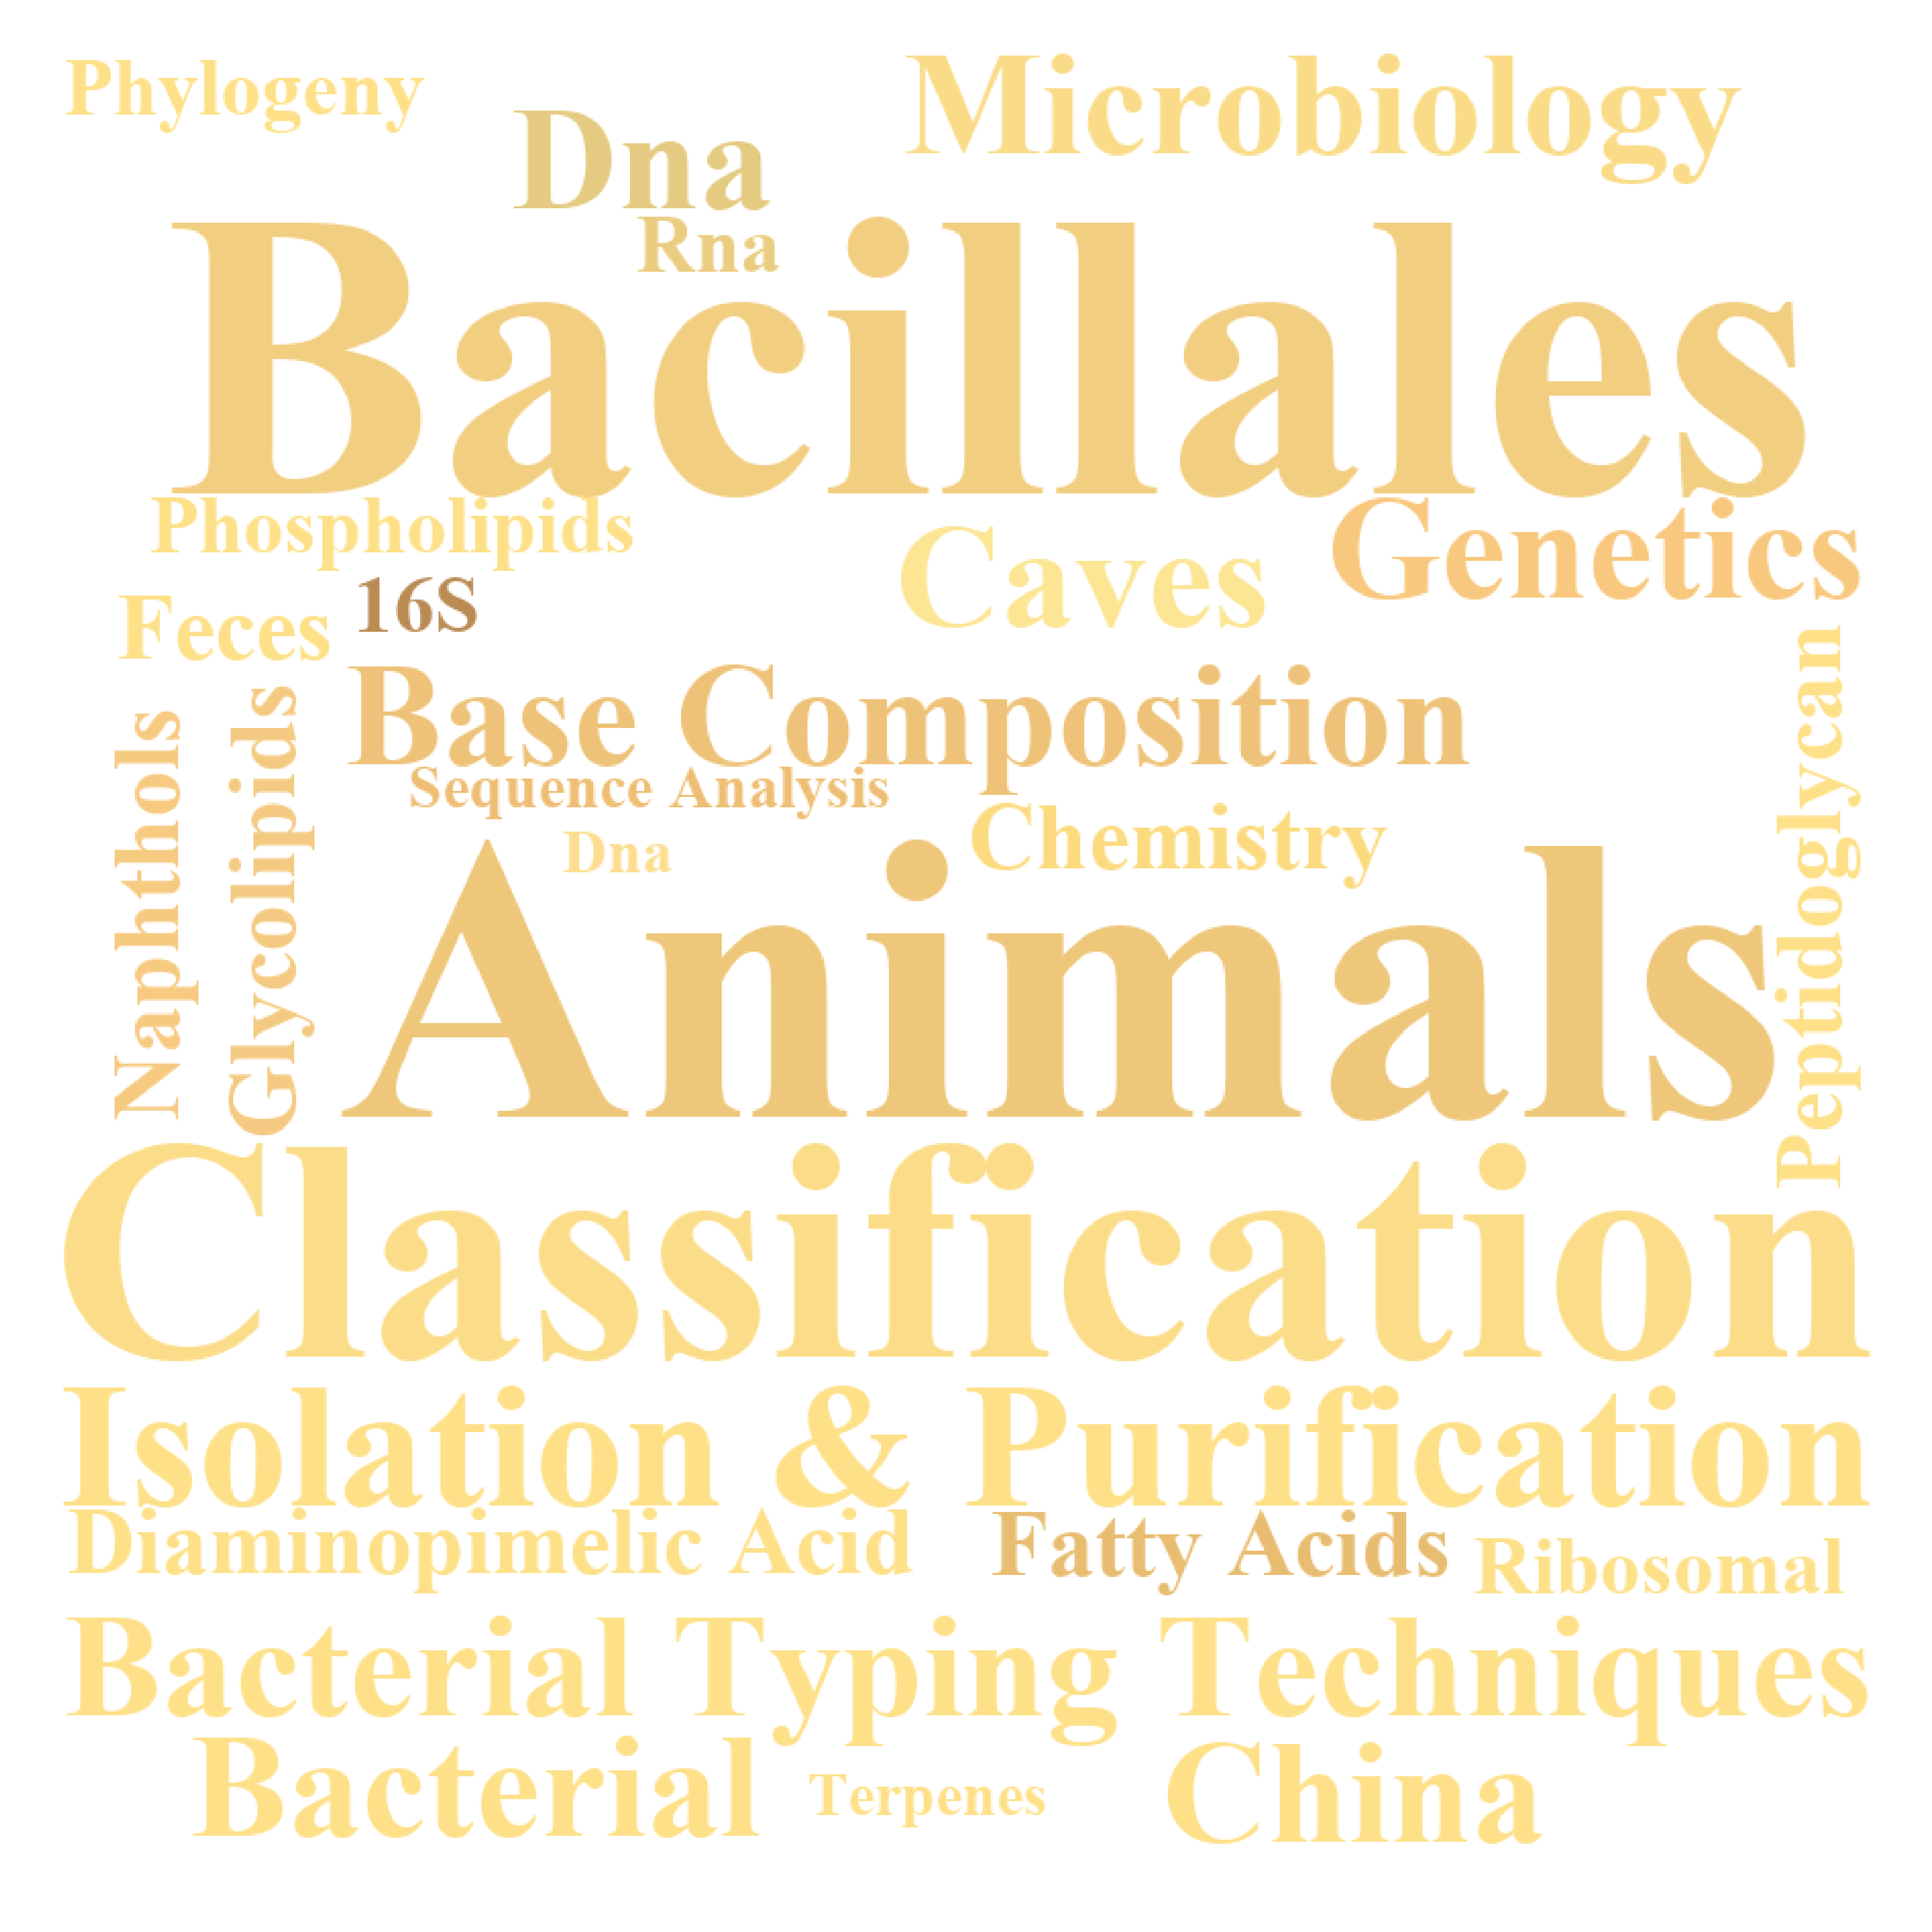 Phylogeny
Microbiology
Dna
Rna
Bacillales
Phospholipids
Caves
Genetics
16S
Feces
Base Composition
Peptidoglycan
Naphthols
Glycolipids
Sequence Analysis
Dna
Chemistry
Animals
Classification
Isolation & Purification
Diaminopimelic Acid
Fatty Acids
Ribosomal
Bacterial Typing Techniques
Bacterial
Terpenes
China